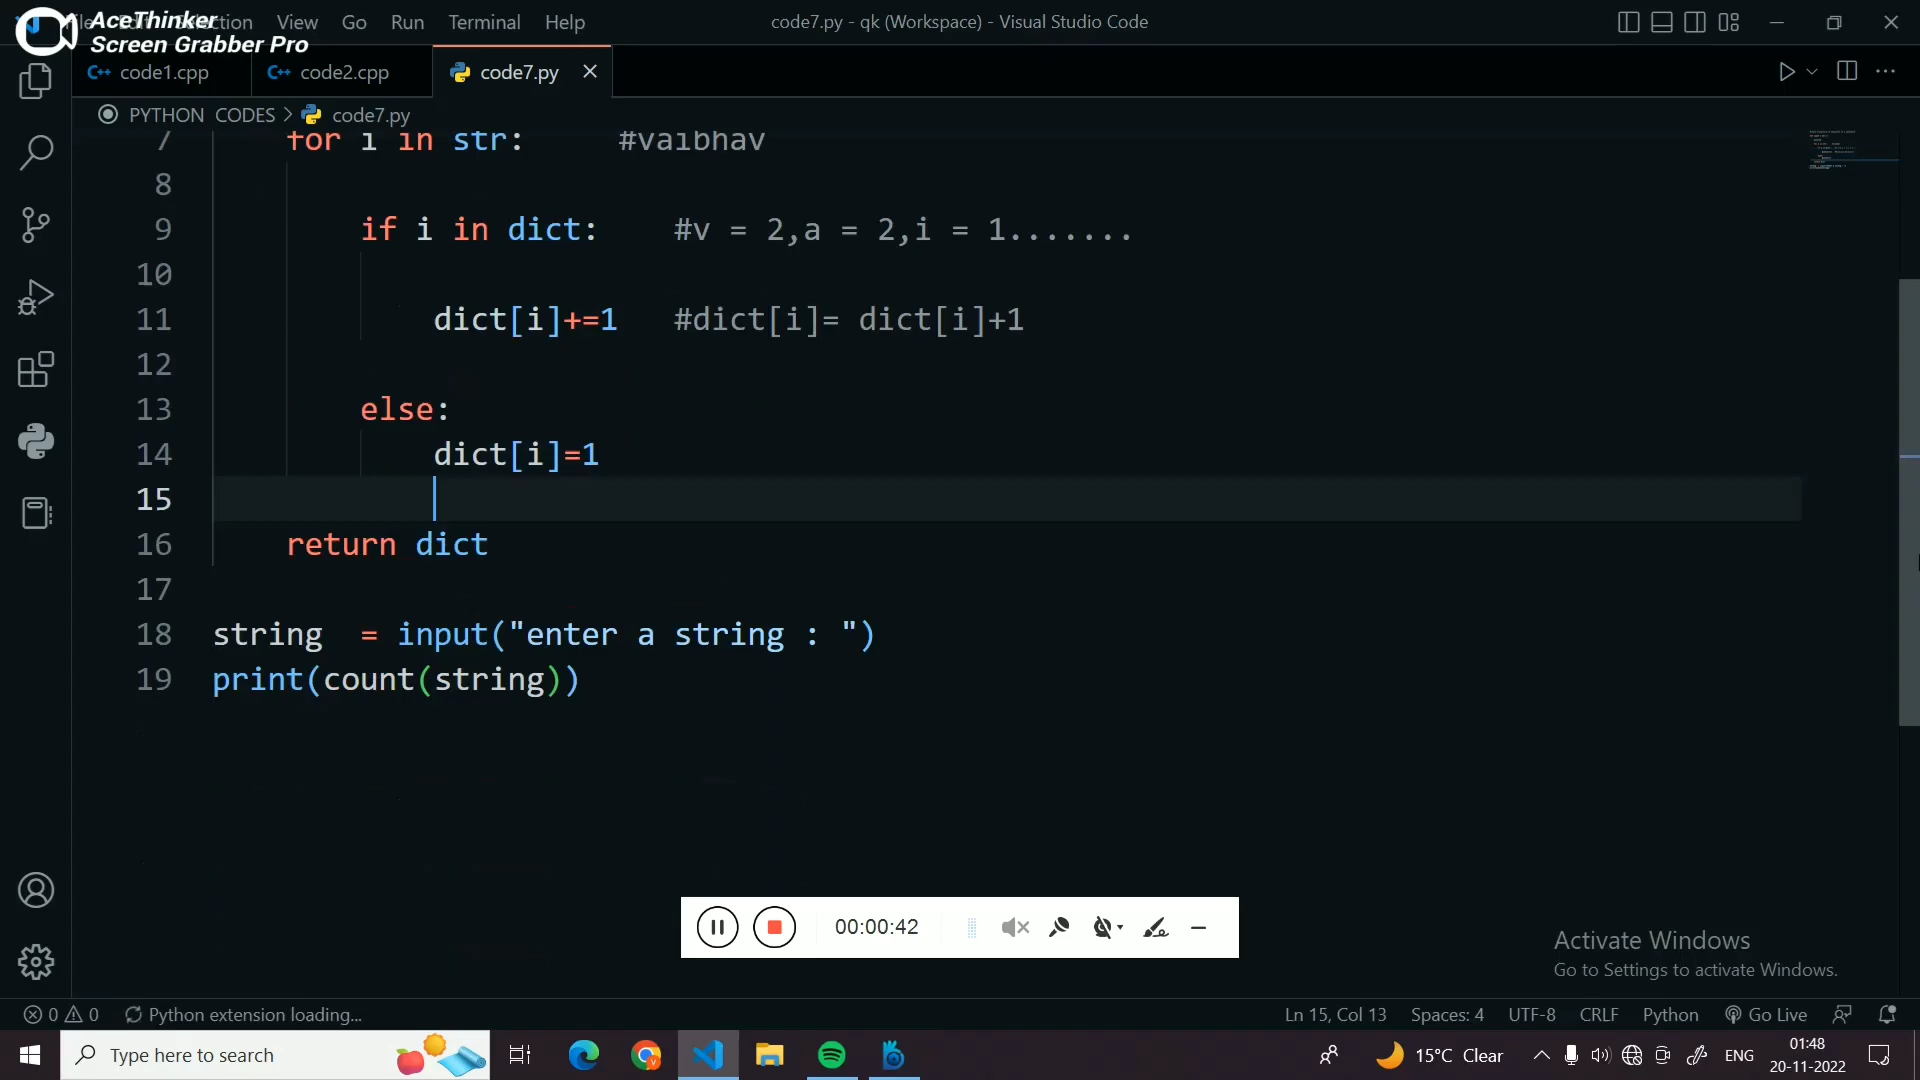 AceThinker
Screen Grabber Pro
Selection View Go Run Terminal Help
code7.py - qk (Workspace) - Visual Studio Code
code1.cpp
code2.cpp
code7.py
PYTHON CODES > code7.py
7 for i in str: #vaibhav
8
9 if i in dict: #v = 2,a = 2,i = 1.......
10
11 dict[i]+=1 #dict[i]= dict[i]+1
12
13 else:
14 dict[i]=1
15
16 return dict
17
18 string = input("enter a string : ")
19 print(count(string))
00:00:42
Activate Windows
Go to Settings to activate Windows.
0 0 Python extension loading...
Ln 15, Col 13 Spaces: 4 UTF-8 CRLF Python Go Live
Type here to search
15°C Clear
ENG
01:48
20-11-2022